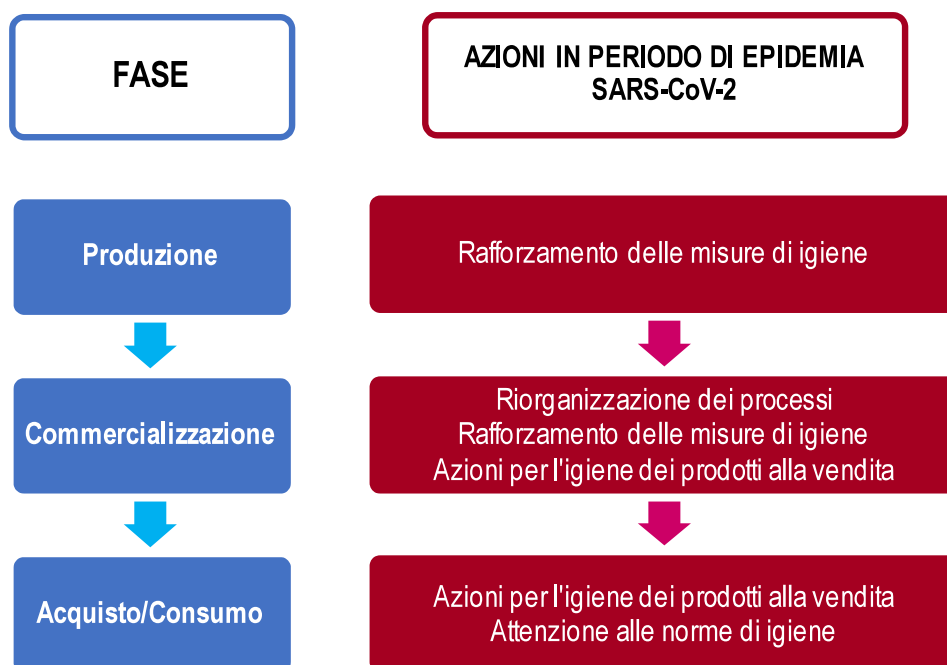 FASE
AZIONI IN PERIODO DI EPIDEMIA
SARS-CoV-2
Produzione
Rafforzamento delle misure di igiene
Commercializzazione
Riorganizzazione dei processi
Rafforzamento delle misure di igiene
Azioni per l'igiene dei prodotti alla vendita
Acquisto/Consumo
Azioni per l'igiene dei prodotti alla vendita
Attenzione alle norme di igiene